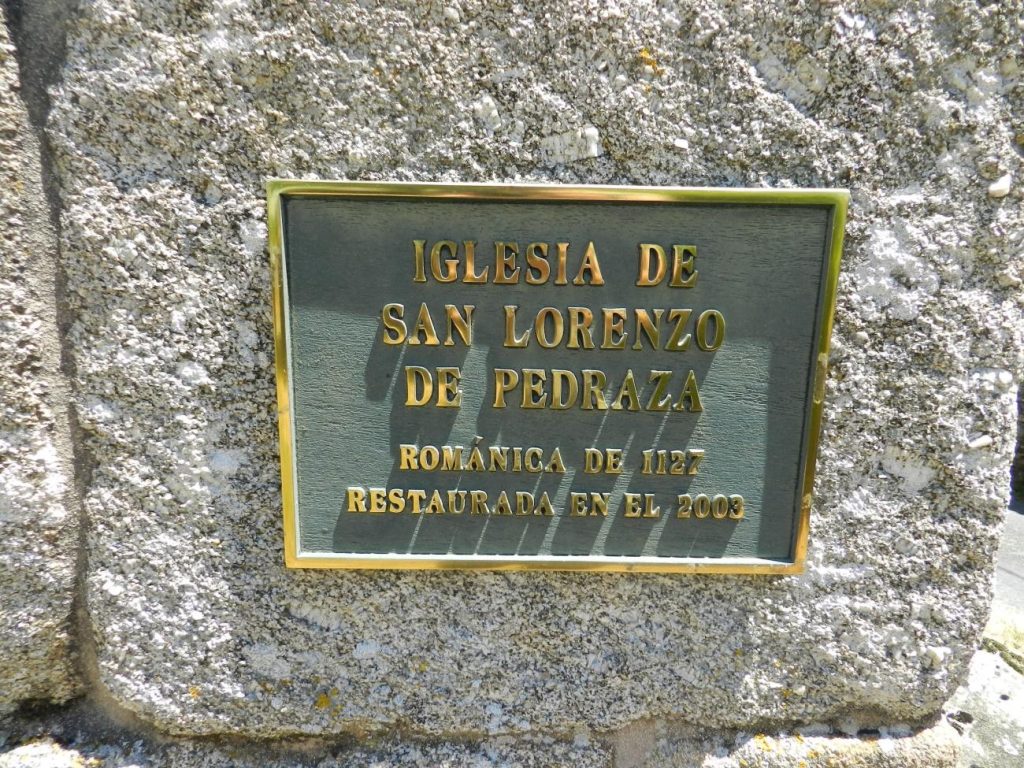 IGLESIA DE
SAN LORENZO
DE PEDRAZA
ROMÁNICA DE 1127
RESTAURADA EN EL 2003